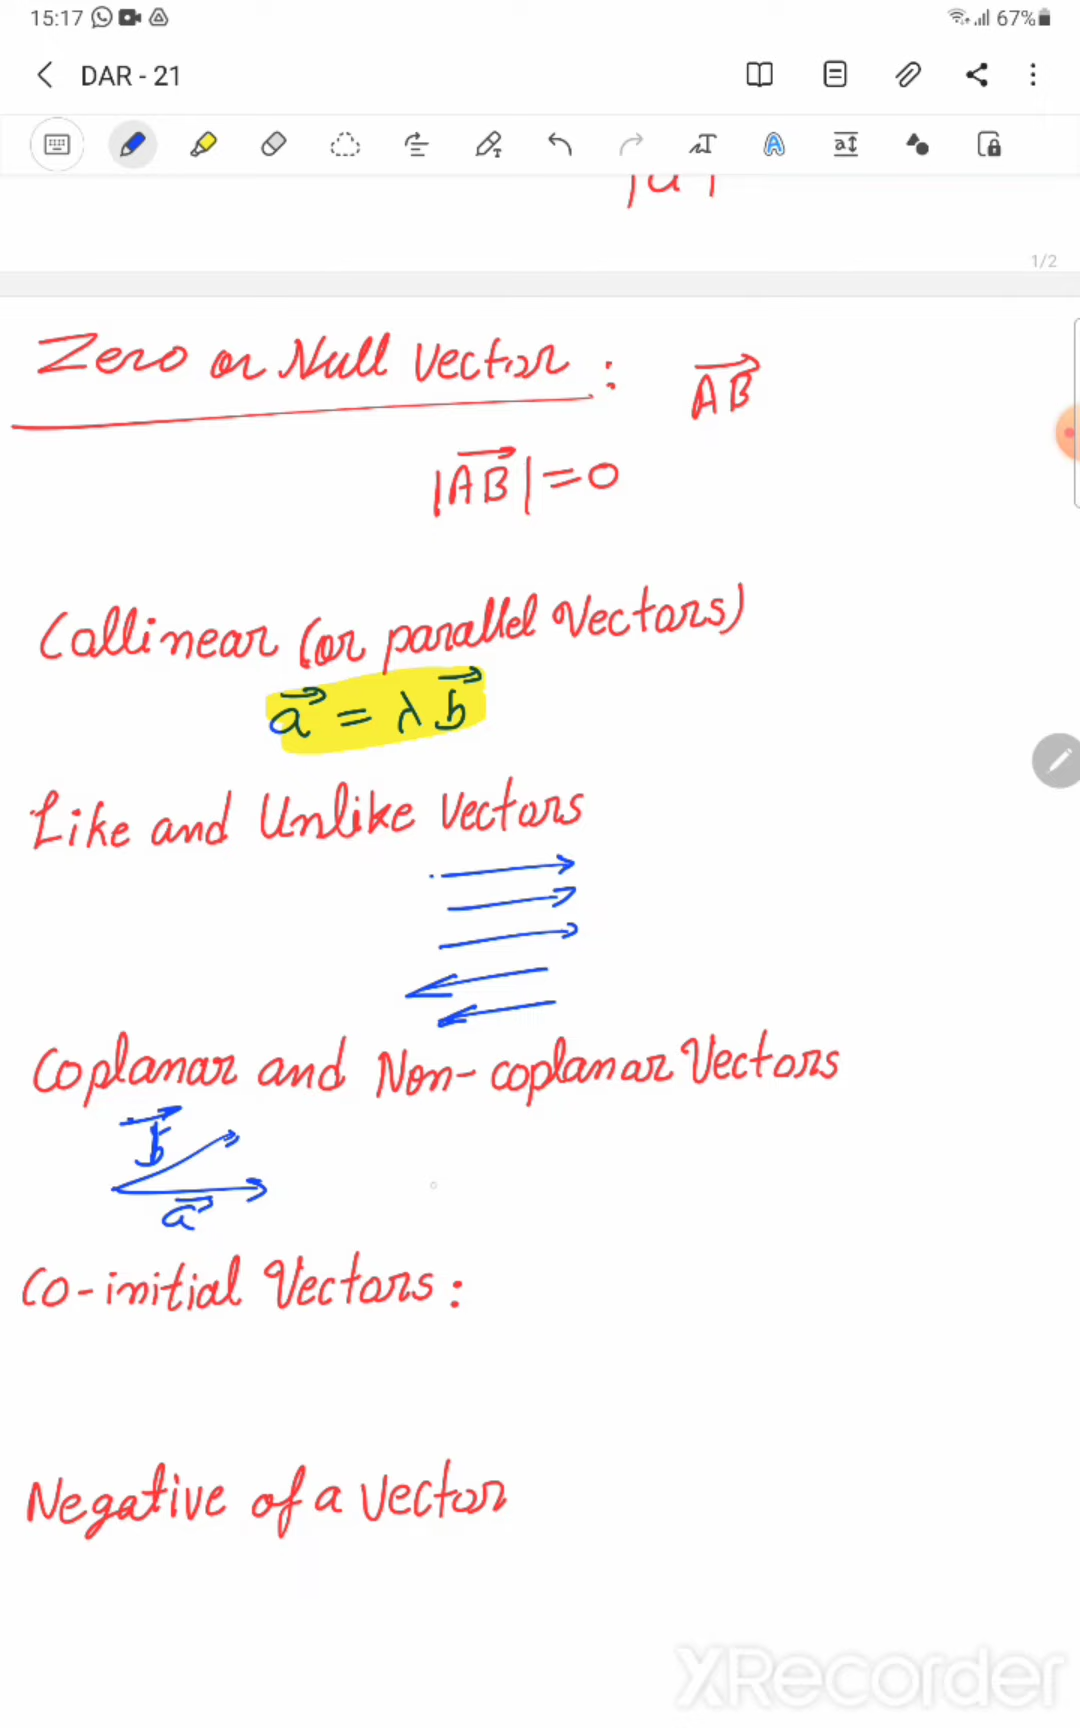 15:17 67%
DAR - 21
|a|
1/2
Zero or Null Vector : AB
|AB| = 0
Collinear (or parallel Vectors)
a = λ b
Like and Unlike Vectors
Coplanar and Non-coplanar Vectors
b
a
Co-initial Vectors :
Negative of a Vector
XRecorder